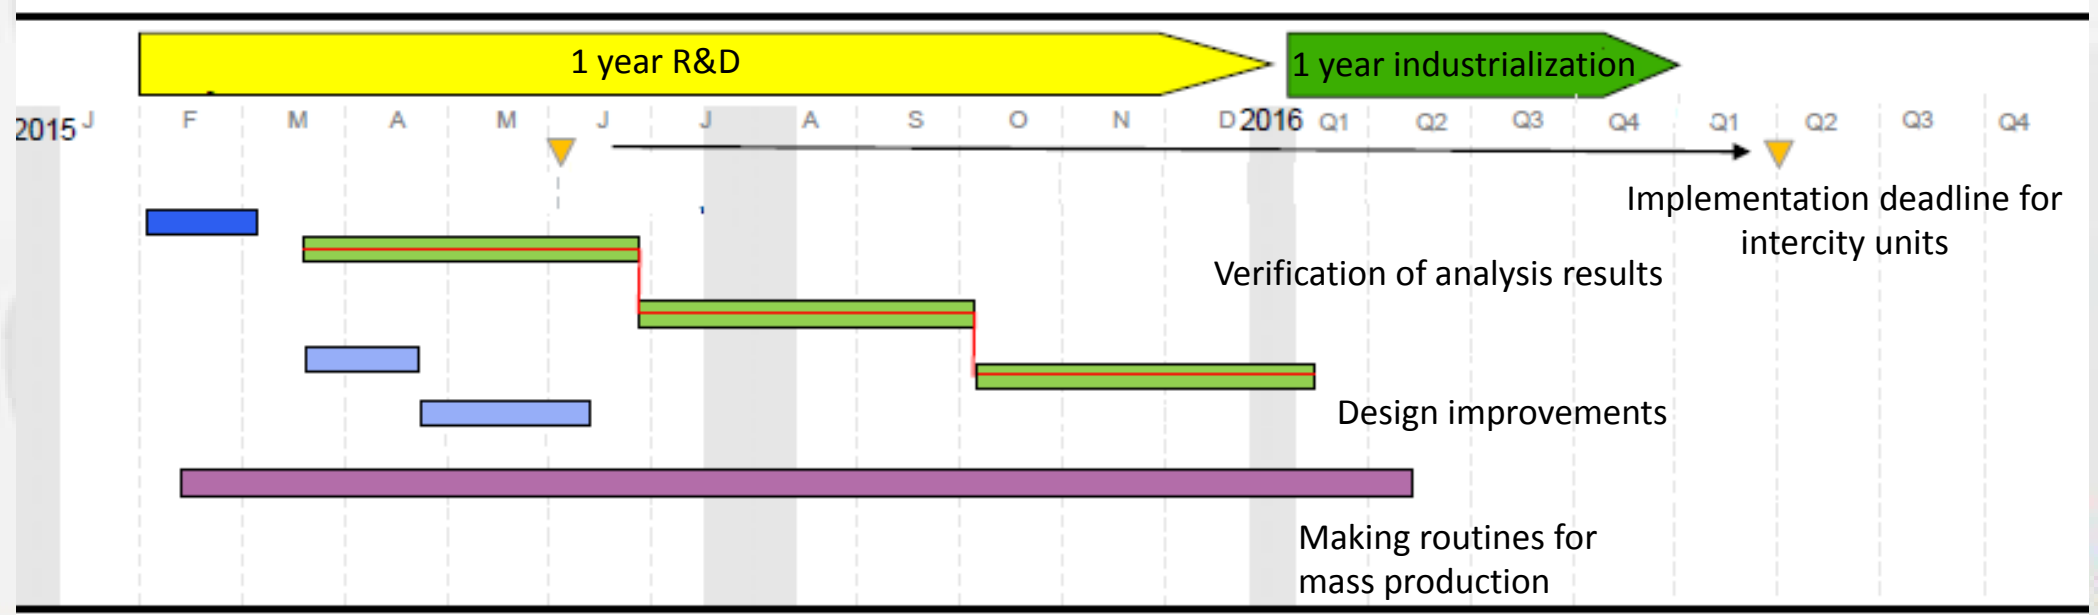 1 year R&D
1 year industrialization
2015 J F M A M J J A S O N D 2016 Q1 Q2 Q3 Q4 Q1 Q2 Q3 Q4
Implementation deadline for
intercity units
Verification of analysis results
Design improvements
Making routines for
mass production